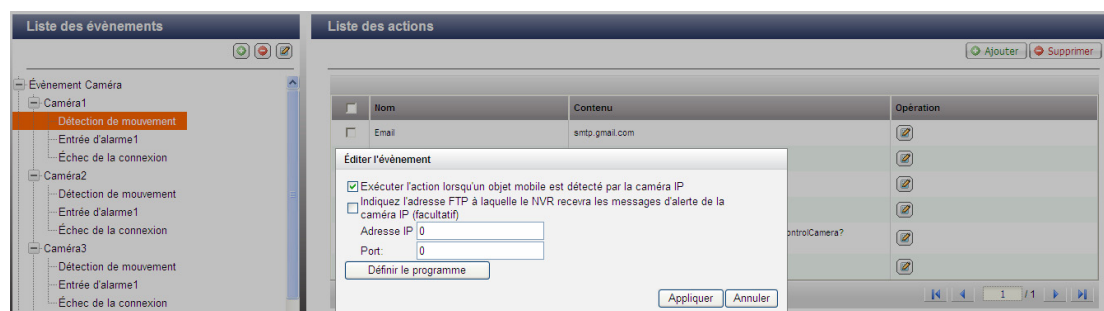 Liste des évènements
Évènement Caméra
Caméra1
Détection de mouvement
Entrée d'alarme1
Échec de la connexion
Caméra2
Détection de mouvement
Entrée d'alarme1
Échec de la connexion
Caméra3
Détection de mouvement
Entrée d'alarme1
Échec de la connexion
Liste des actions
Ajouter Supprimer
Nom Contenu Opération
Email smtp.gmail.com
ontrolCamera?
1 /1
Éditer l'évènement
Exécuter l'action lorsqu'un objet mobile est détecté par la caméra IP
Indiquez l'adresse FTP à laquelle le NVR recevra les messages d'alerte de la
caméra IP (facultatif)
Adresse IP 0
Port: 0
Définir le programme
Appliquer Annuler